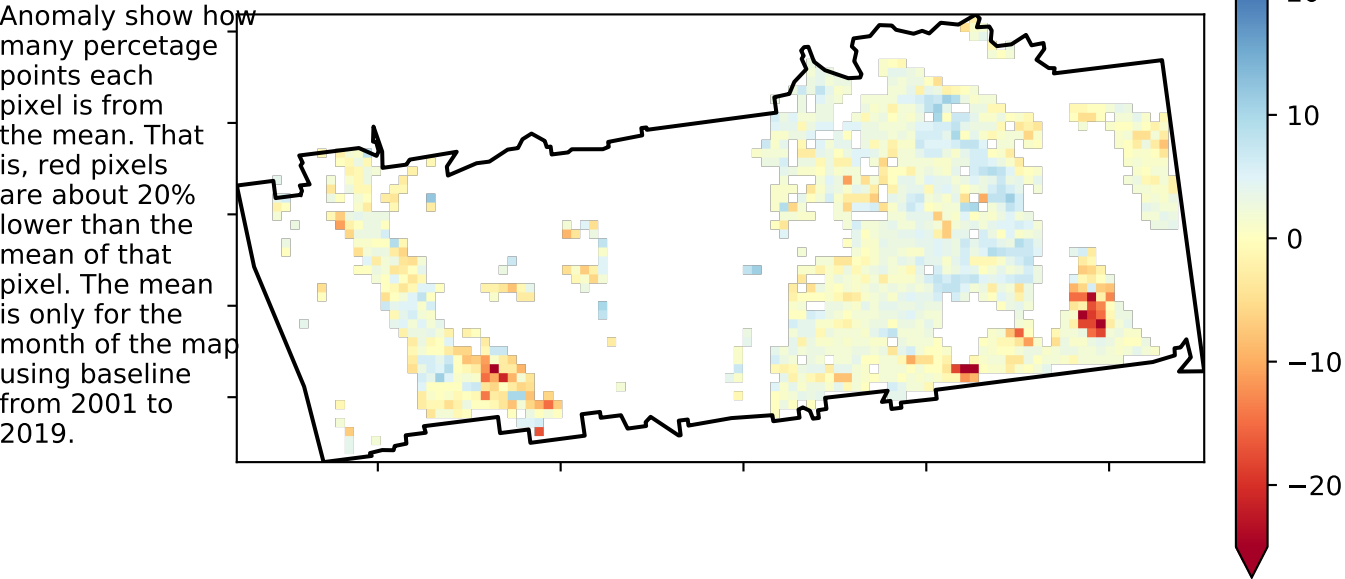 Anomaly show how
many percetage
points each
pixel is from
the mean. That
is, red pixels
are about 20%
lower than the
mean of that
pixel. The mean
is only for the
month of the map
using baseline
from 2001 to
2019.
10
0
−10
−20